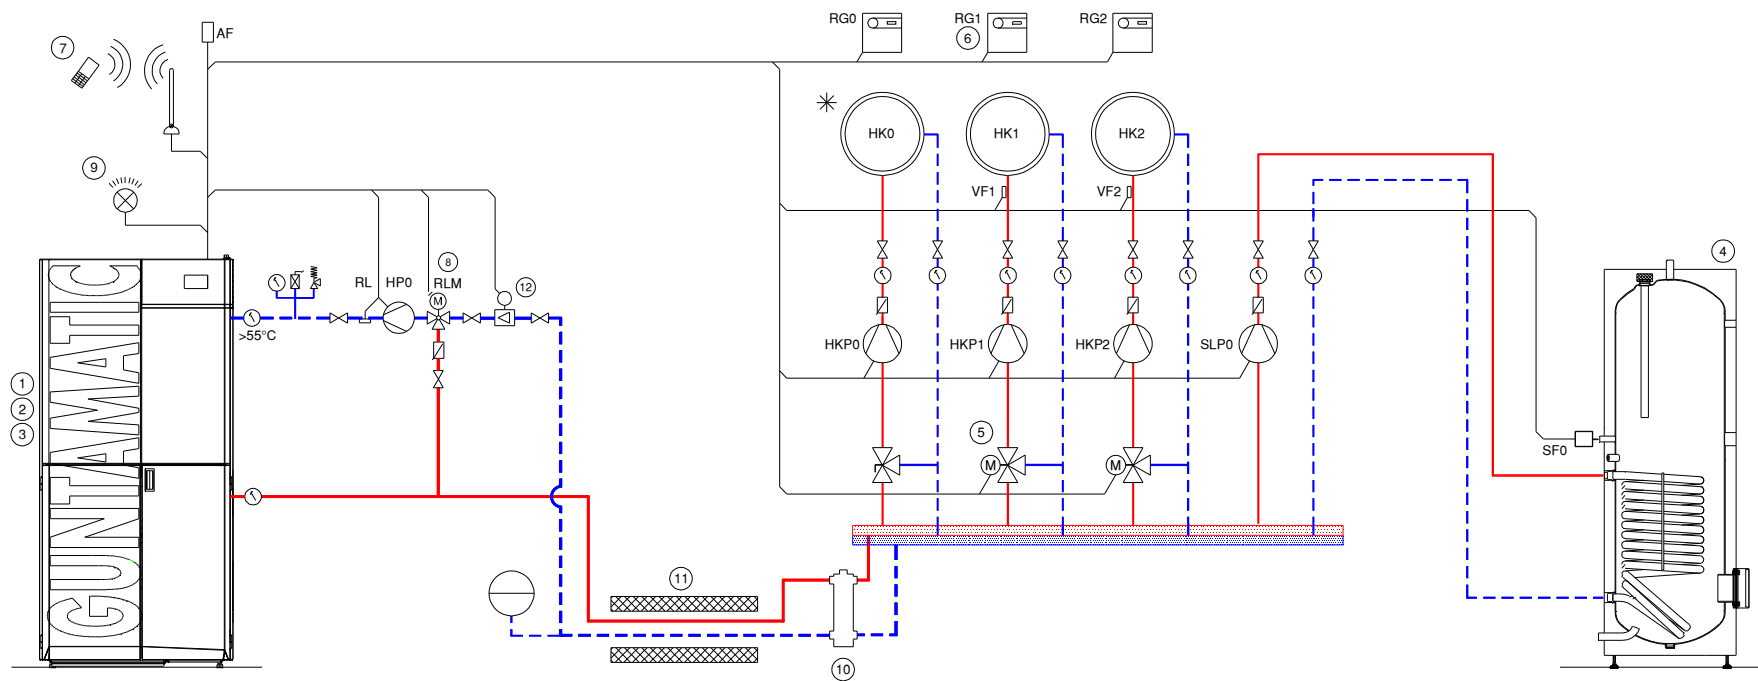 RG0
RG1
RG2
6
AF
7
HK0
HK1
HK2
9
VF1
VF2
8
RL
HP0
RLM
M
12
4
>55°C
HKP0
HKP1
HKP2
SLP0
1
2
3
5
M
M
SF0
GUNTAMATIC
11
10